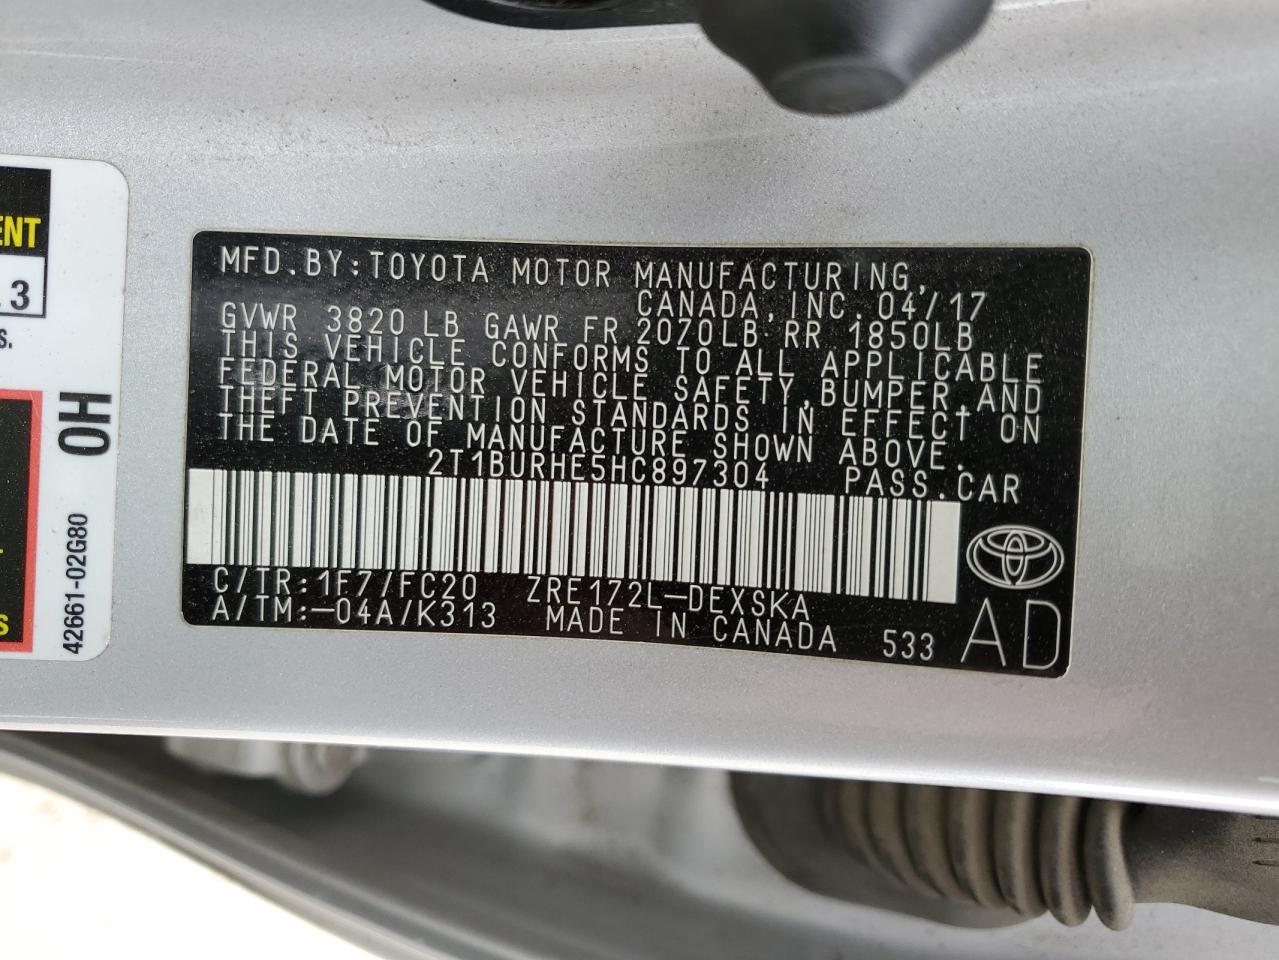 ENT
.3
s.
S
OH
42661-02G80
MFD.BY:TOYOTA MOTOR MANUFACTURING,
CANADA,INC.04/17
GVWR 3820LB GAWR FR 2070LB RR 1850LB
THIS VEHICLE CONFORMS TO ALL APPLICABLE
FEDERAL MOTOR VEHICLE SAFETY,BUMPER,AND
THEFT PREVENTION STANDARDS IN EFFECT ON
THE DATE OF MANUFACTURE SHOWN ABOVE.
2T1BURHE5HC897304 PASS.CAR
C/TR:1F7/FC20 ZRE172L-DEXSKA
A/TM:-04A/K313 MADE IN CANADA 533
AD